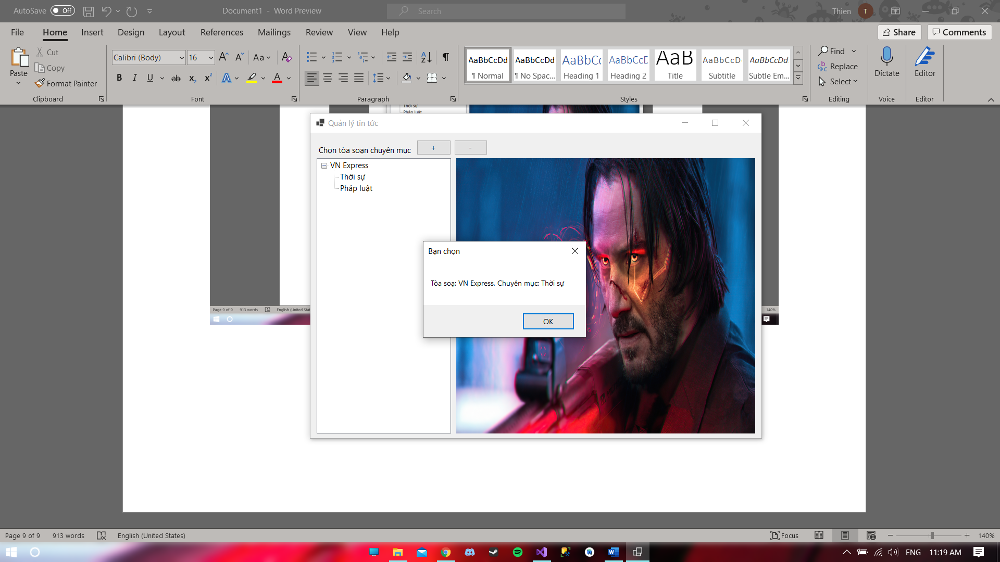 AutoSave Off Document1 - Word Preview Search Thien T
File Home Insert Design Layout References Mailings Review View Help Share Comments
Paste Cut Copy Format Painter Clipboard
Calibri (Body) 16 Aa
B I U ab x₂ x² A A Font
Paragraph
AaBbCcDd AaBbCcDd AaBbCc AaBbCcD AaB AaBbCcD AaBbCcDd
¶ Normal ¶ No Spac... Heading 1 Heading 2 Title Subtitle Subtle Em...
Styles
Find Replace Select Editing
Dictate Voice
Editor Editor
Thời sự
Pháp luật
Quản lý tin tức
Chọn tòa soạn chuyên mục + -
VN Express
Thời sự
Pháp luật
Bạn chọn
Tòa soạ: VN Express, Chuyên mục: Thời sự
OK
Page 9 of 9 913 words English (United Stat 140%
Page 9 of 9 913 words English (United States) Focus 140%
ENG 11:19 AM